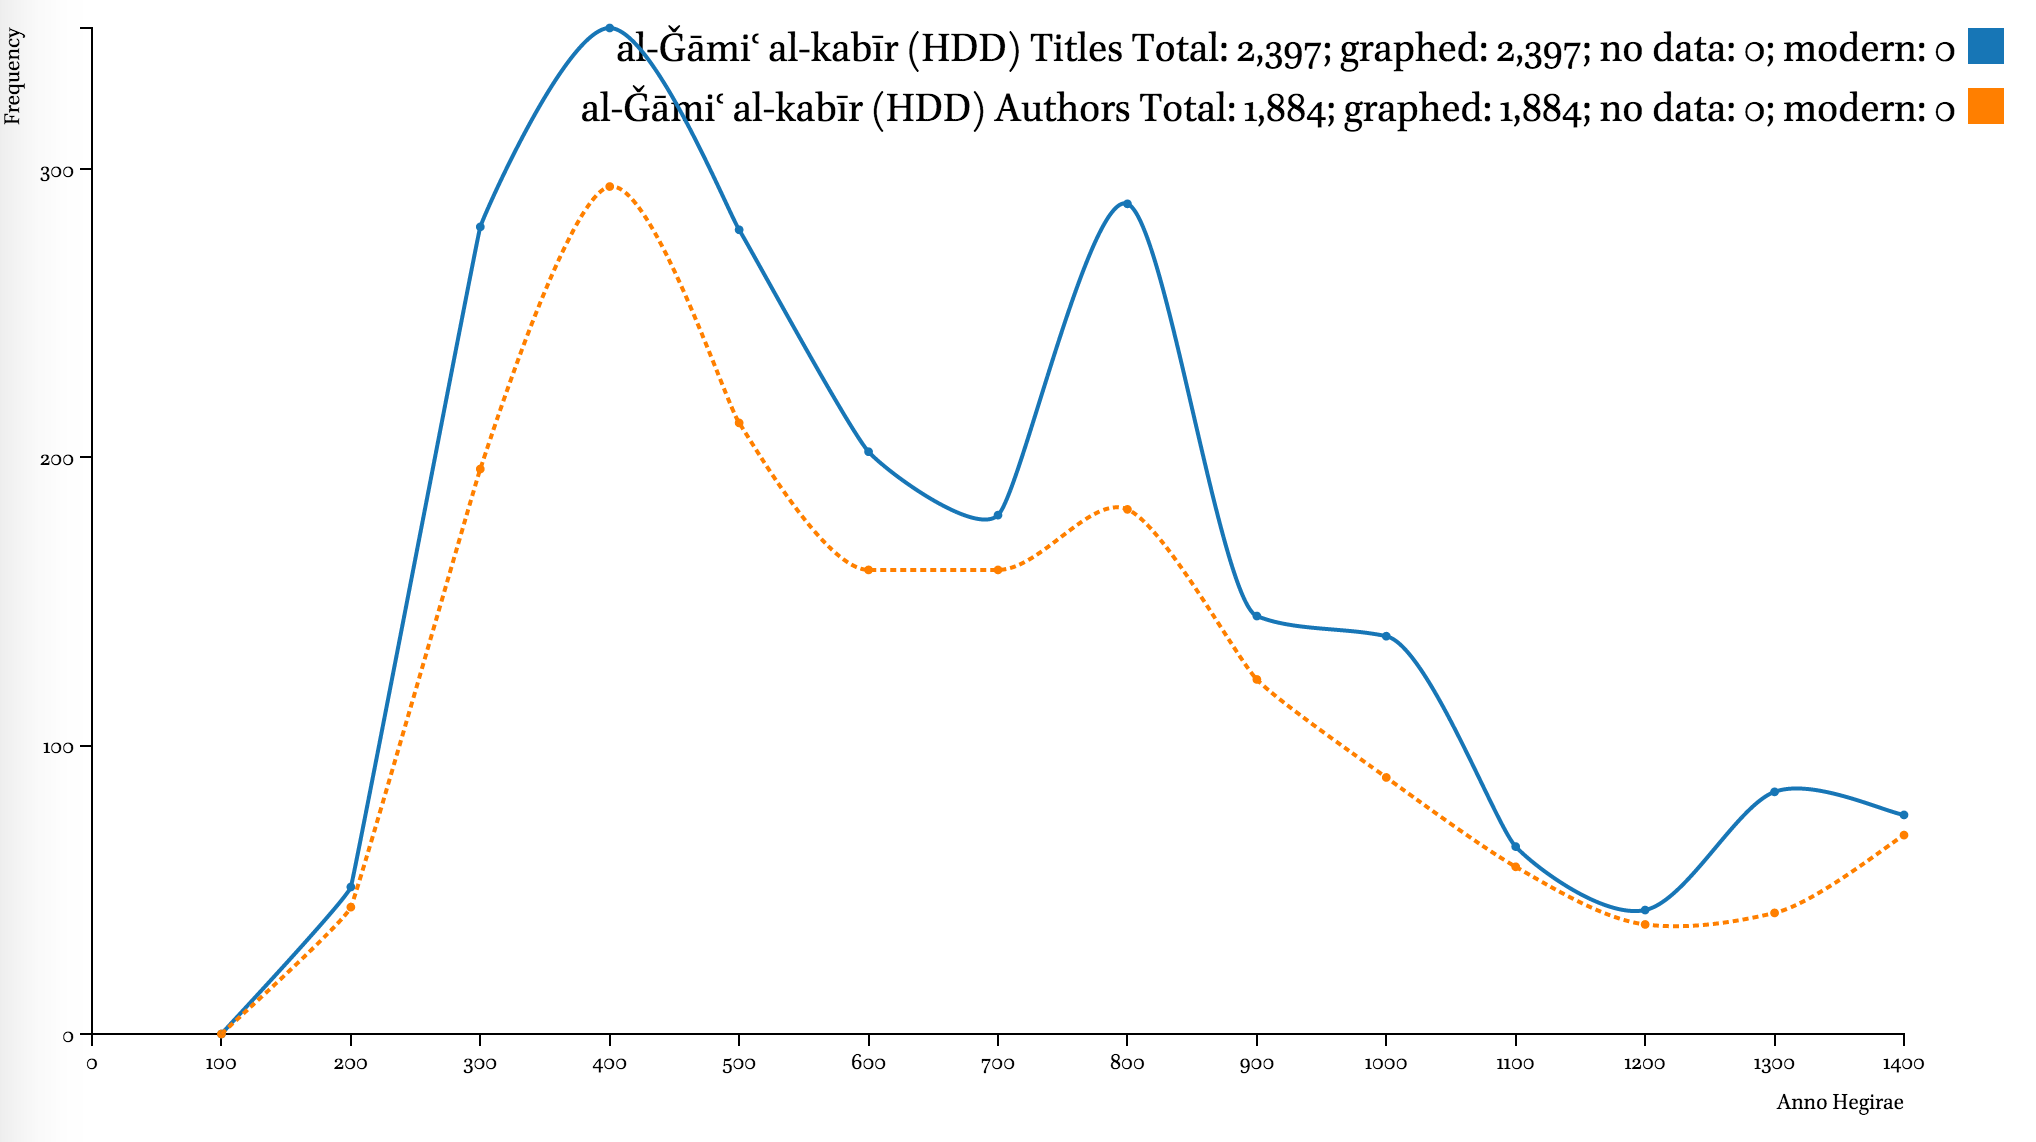 Frequency
al-Ǧāmiʿ al-kabīr (HDD) Titles Total: 2,397; graphed: 2,397; no data: 0; modern: 0
al-Ǧāmiʿ al-kabīr (HDD) Authors Total: 1,884; graphed: 1,884; no data: 0; modern: 0
300
200
100
0
0 100 200 300 400 500 600 700 800 900 1000 1100 1200 1300 1400
Anno Hegirae